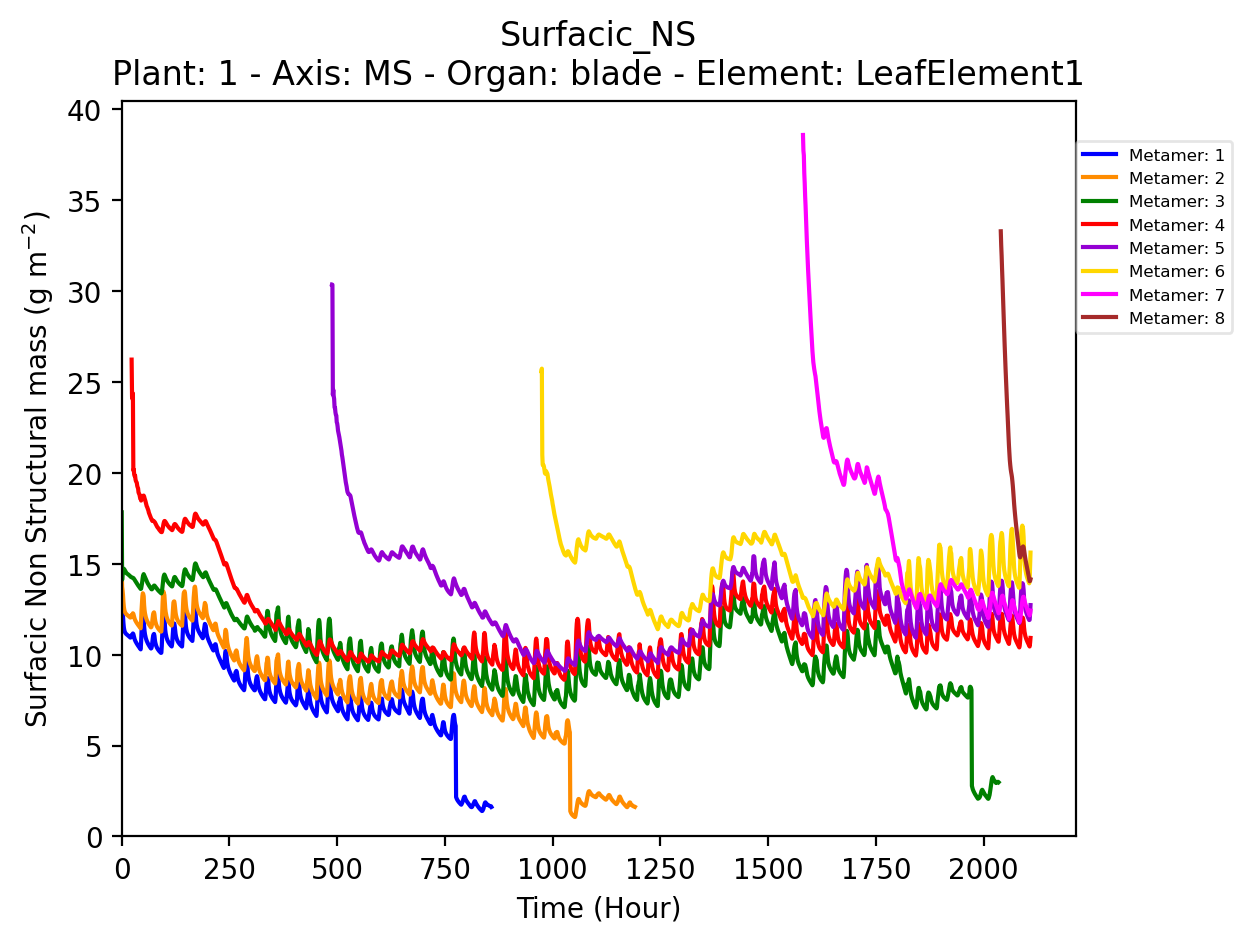 Surfacic_NS
Plant: 1 - Axis: MS - Organ: blade - Element: LeafElement1
Surfacic Non Structural mass (g m⁻²)
40
35
30
25
20
15
10
5
0
0 250 500 750 1000 1250 1500 1750 2000
Time (Hour)
Metamer: 1
Metamer: 2
Metamer: 3
Metamer: 4
Metamer: 5
Metamer: 6
Metamer: 7
Metamer: 8